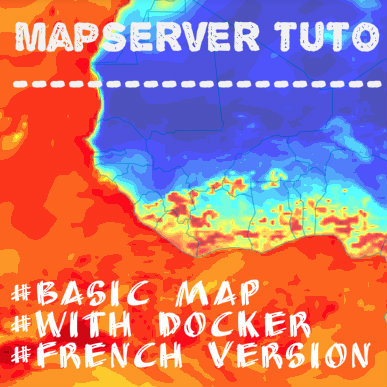 MAPSERVER TUTO
--------------------
#BASIC MAP
#WITH DOCKER
#FRENCH VERSION